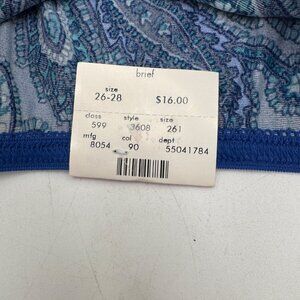 brief
size
26-28 $16.00
class style size
599 3608 261
mfg col dept
8054 90 55041784